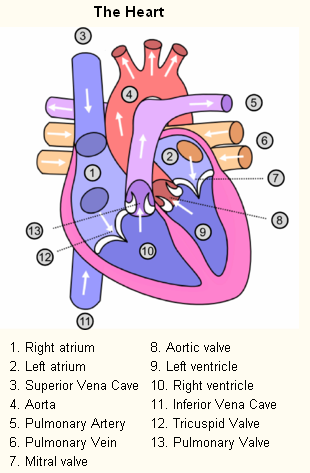 The Heart
3
4
5
6
2
1
7
13
8
12
10
9
11
1. Right atrium
2. Left atrium
3. Superior Vena Cave
4. Aorta
5. Pulmonary Artery
6. Pulmonary Vein
7. Mitral valve
8. Aortic valve
9. Left ventricle
10. Right ventricle
11. Inferior Vena Cave
12. Tricuspid Valve
13. Pulmonary Valve